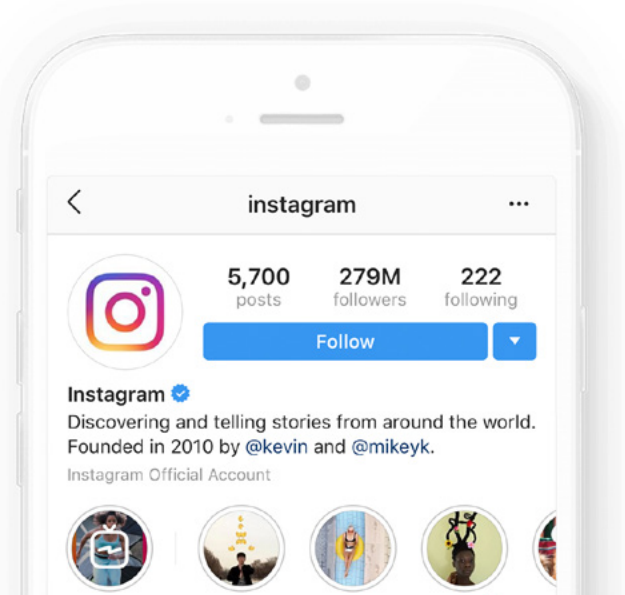 instagram
5,700 279M 222
posts followers following
Follow
Instagram
Discovering and telling stories from around the world.
Founded in 2010 by @kevin and @mikeyk.
Instagram Official Account